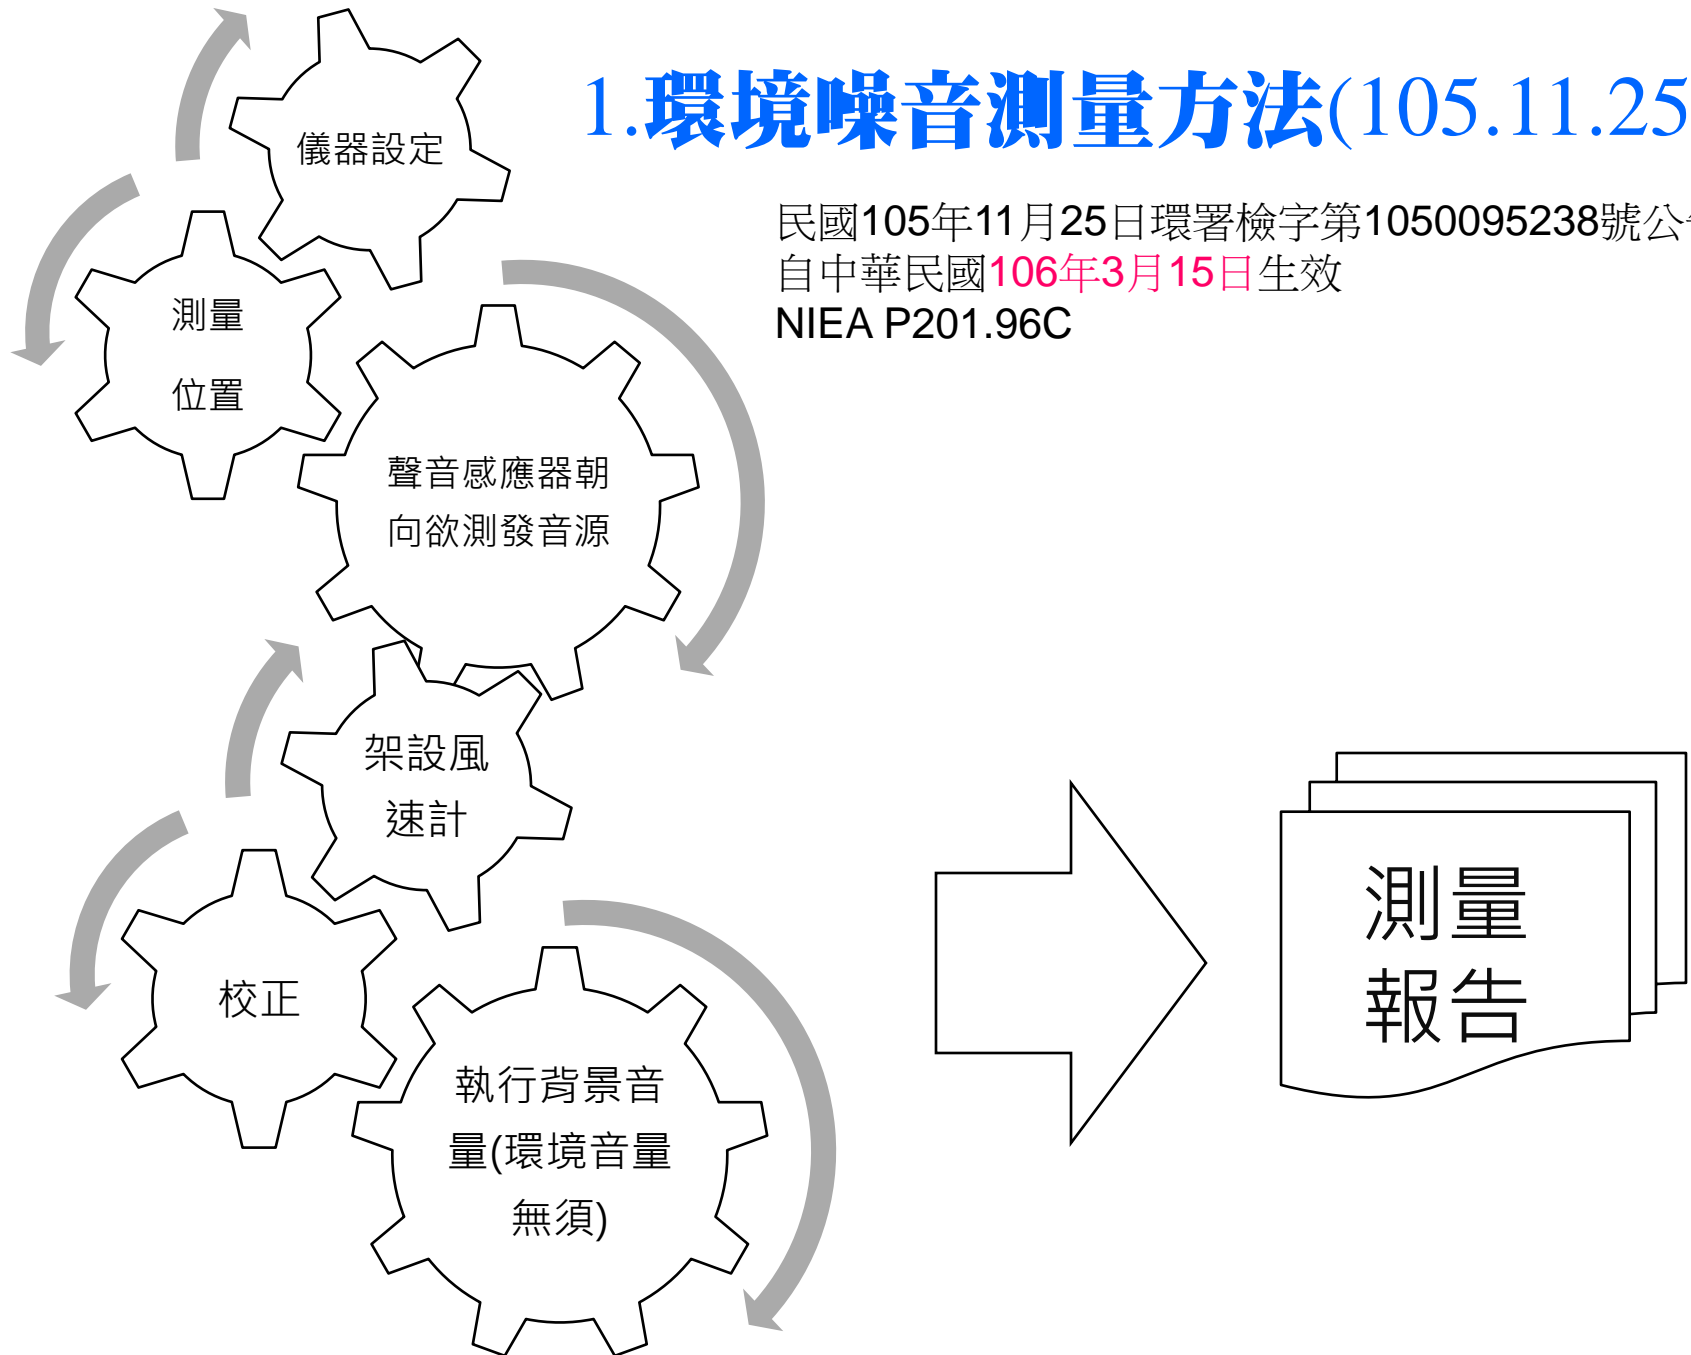 1.環境噪音測量方法(105.11.25
民國105年11月25日環署檢字第1050095238號公
自中華民國106年3月15日生效
NIEA P201.96C
儀器設定
測量
位置
聲音感應器朝
向欲測發音源
架設風
速計
校正
執行背景音
量(環境音量
無須)
測量
報告